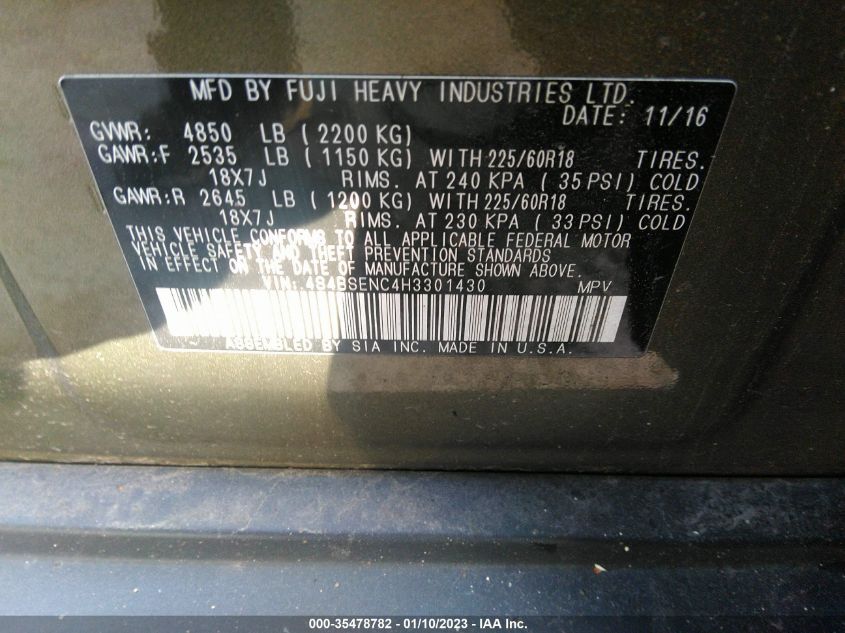 MFD BY FUJI HEAVY INDUSTRIES LTD.
DATE: 11/16
GVWR: 4850 LB ( 2200 KG)
GAWR:F 2535 LB ( 1150 KG) WITH 225/60R18 TIRES.
18X7J RIMS. AT 240 KPA ( 35 PSI) COLD
GAWR:R 2645 LB ( 1200 KG) WITH 225/60R18 TIRES.
18X7J RIMS. AT 230 KPA ( 33 PSI) COLD
THIS VEHICLE CONFORMS TO ALL APPLICABLE FEDERAL MOTOR
VEHICLE SAFETY AND THEFT PREVENTION STANDARDS
IN EFFECT ON THE DATE OF MANUFACTURE SHOWN ABOVE.
VIN: 4S4BSENC4H3301430 MPV
ASSEMBLED BY SIA INC. MADE IN U.S.A.
000-35478782 - 01/10/2023 - IAA Inc.